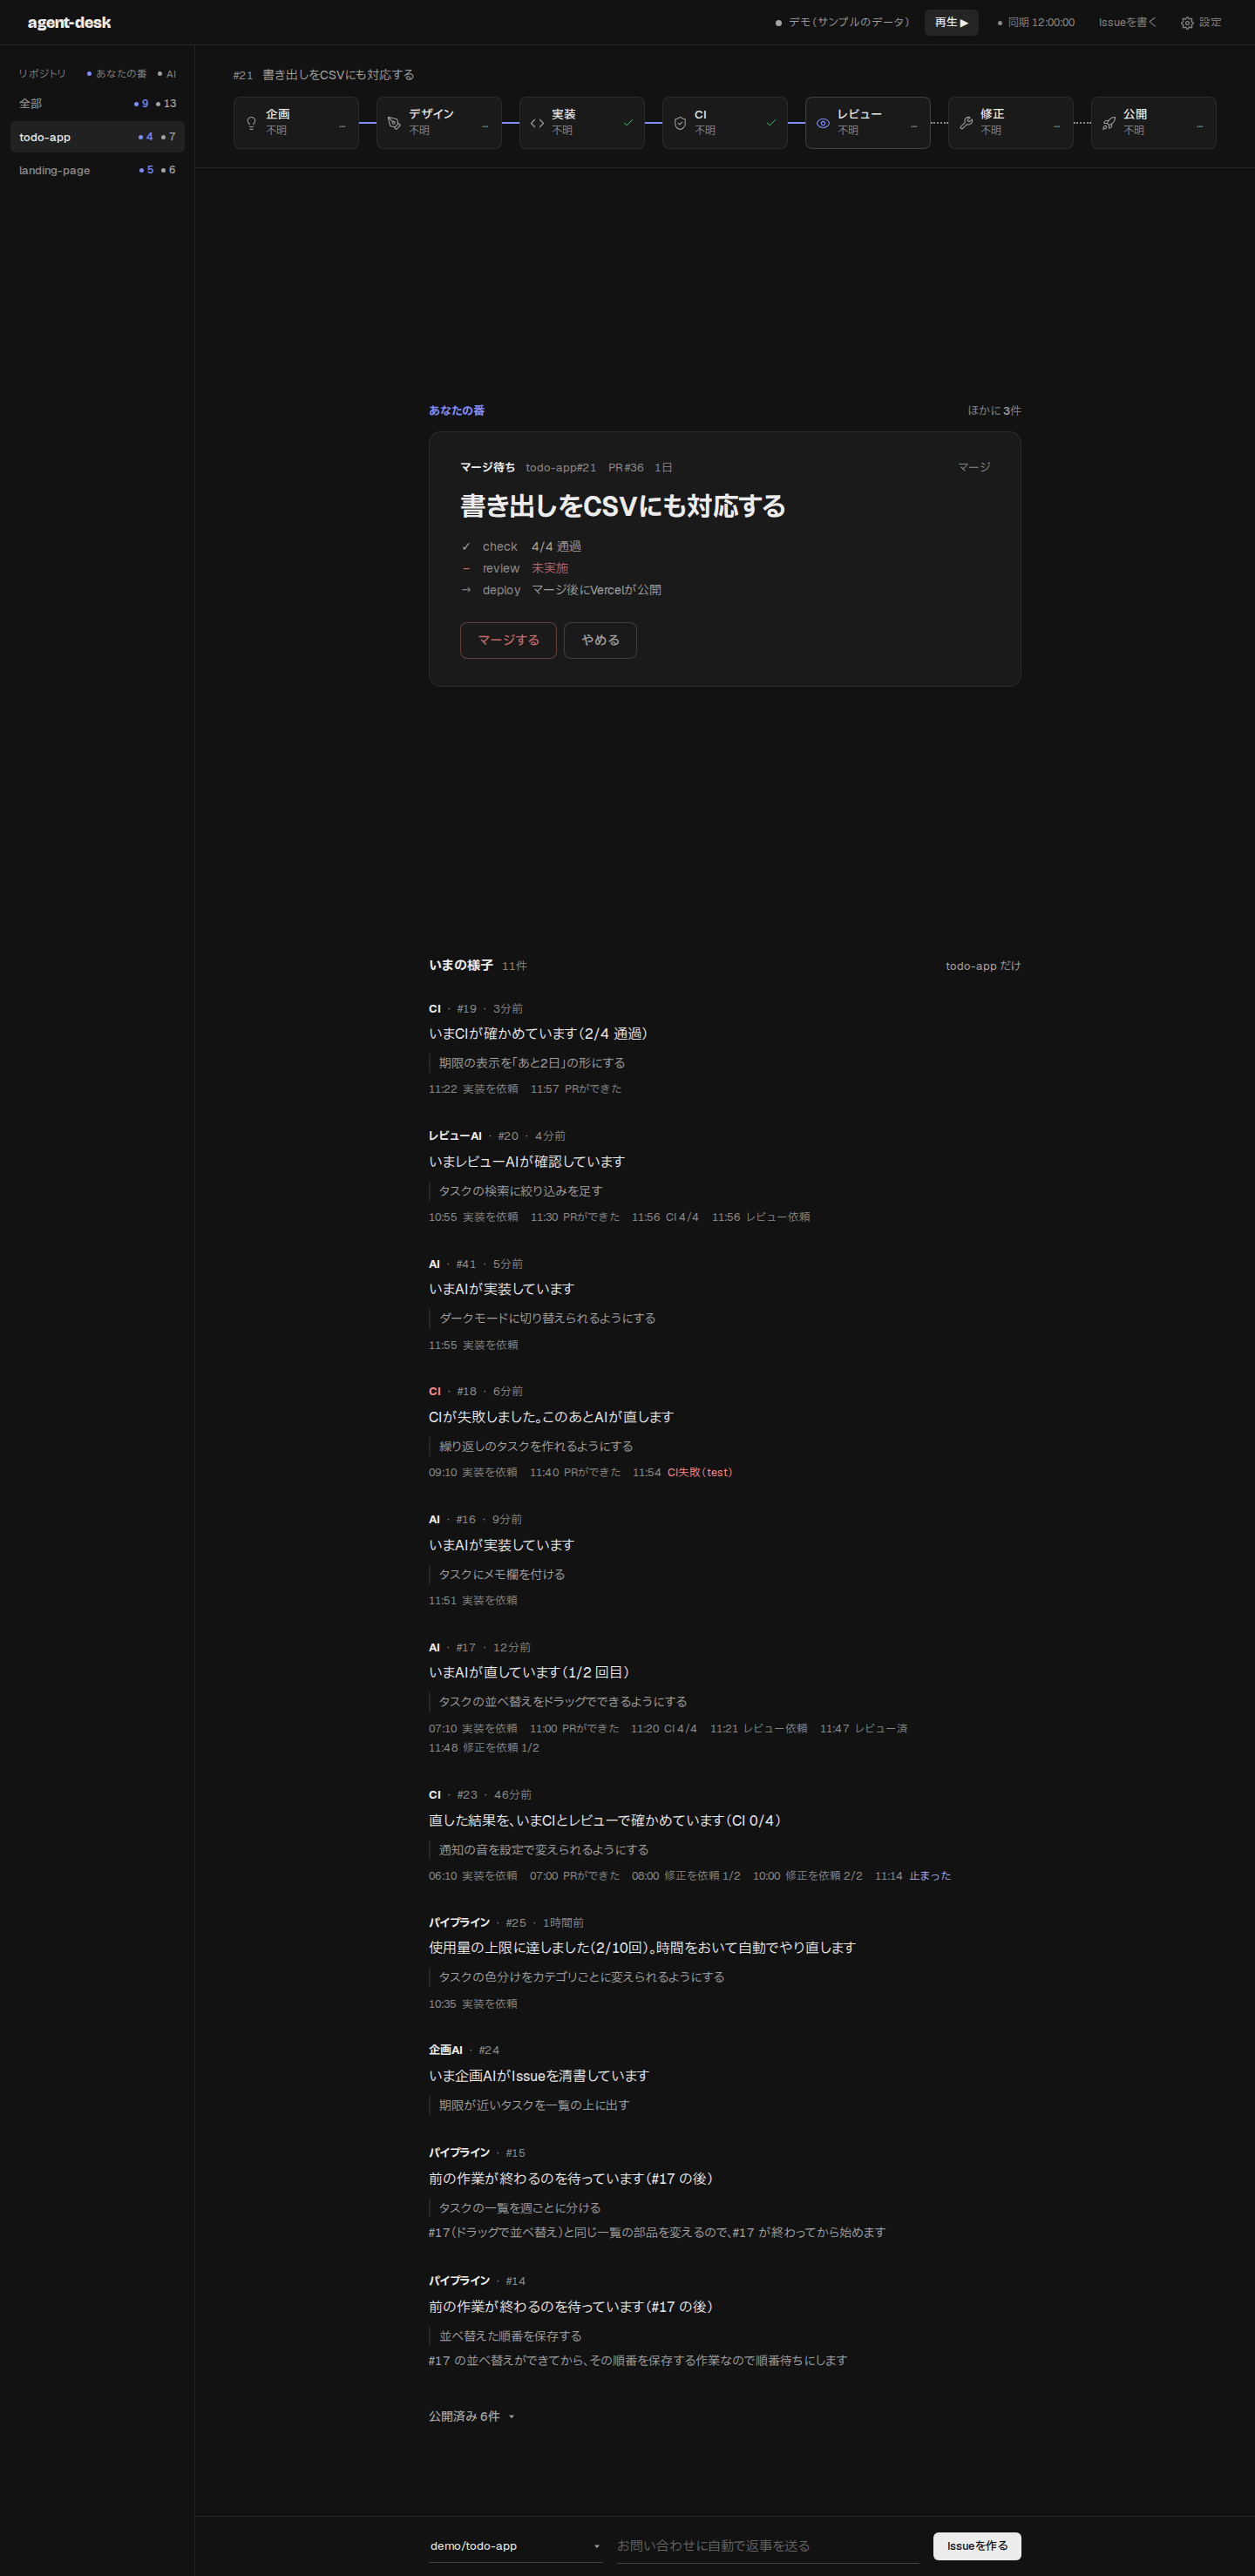 agent-desk
デモ(サンプルのデータ) 再生 ▶ 同期 12:00:00 Issueを書く 設定
リポジトリ あなたの番 AI
全部 9 13
todo-app 4 7
landing-page 5 6
#21 書き出しをCSVにも対応する
企画 不明 –
デザイン 不明 –
実装 不明 ✓
CI 不明 ✓
レビュー 不明 –
修正 不明 –
公開 不明 –
あなたの番 ほかに3件
マージ待ち todo-app#21 PR#36 1日 マージ
書き出しをCSVにも対応する
✓ check 4/4 通過
– review 未実施
→ deploy マージ後にVercelが公開
マージする やめる
いまの様子 11件 todo-app だけ
CI · #19 · 3分前
いまCIが確かめています(2/4 通過)
期限の表示を「あと2日」の形にする
11:22 実装を依頼 11:57 PRができた
レビューAI · #20 · 4分前
いまレビューAIが確認しています
タスクの検索に絞り込みを足す
10:55 実装を依頼 11:30 PRができた 11:56 CI 4/4 11:56 レビュー依頼
AI · #41 · 5分前
いまAIが実装しています
ダークモードに切り替えられるようにする
11:55 実装を依頼
CI · #18 · 6分前
CIが失敗しました。このあとAIが直します
繰り返しのタスクを作れるようにする
09:10 実装を依頼 11:40 PRができた 11:54 CI失敗(test)
AI · #16 · 9分前
いまAIが実装しています
タスクにメモ欄を付ける
11:51 実装を依頼
AI · #17 · 12分前
いまAIが直しています(1/2 回目)
タスクの並べ替えをドラッグでできるようにする
07:10 実装を依頼 11:00 PRができた 11:20 CI 4/4 11:21 レビュー依頼 11:47 レビュー済
11:48 修正を依頼 1/2
CI · #23 · 46分前
直した結果を、いまCIとレビューで確かめています(CI 0/4)
通知の音を設定で変えられるようにする
06:10 実装を依頼 07:00 PRができた 08:00 修正を依頼 1/2 10:00 修正を依頼 2/2 11:14 止まった
パイプライン · #25 · 1時間前
使用量の上限に達しました(2/10回)。時間をおいて自動でやり直します
タスクの色分けをカテゴリごとに変えられるようにする
10:35 実装を依頼
企画AI · #24
いま企画AIがIssueを清書しています
期限が近いタスクを一覧の上に出す
パイプライン · #15
前の作業が終わるのを待っています(#17 の後)
タスクの一覧を週ごとに分ける
#17(ドラッグで並べ替え)と同じ一覧の部品を変えるので、#17 が終わってから始めます
パイプライン · #14
前の作業が終わるのを待っています(#17 の後)
並べ替えた順番を保存する
#17 の並べ替えができてから、その順番を保存する作業なので順番待ちにします
公開済み 6件
demo/todo-app お問い合わせに自動で返事を送る Issueを作る